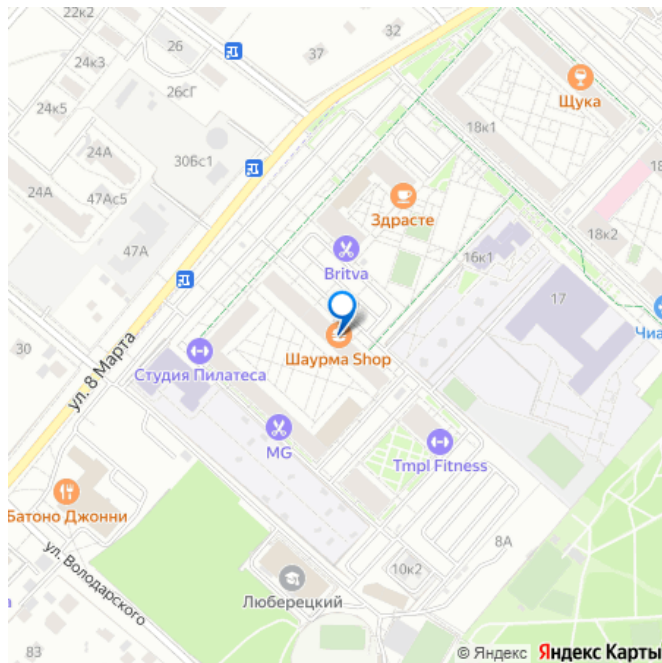 22к2
32
26
37
24к3
26сГ
24к5
Щука
18к1
24А
30Бс1
18
24А
47Ас5
Здрасте
18к2
47А
Britva
16к1
17
Чиа
30
ул. 8 Марта
Шаурма Shop
Студия Пилатеса
MG
Tmpl Fitness
Батоно Джонни
8А
ул. Володарского
10к2
Люберецкий
83
© Яндекс Яндекс Карты